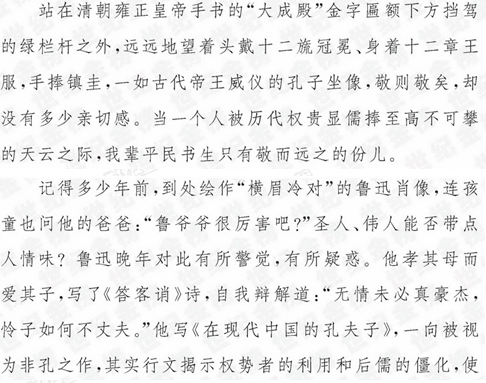 站在清朝雍正皇帝手书的“大成殿”金字匾额下方挡驾
的绿栏杆之外,远远地望着头戴十二旒冠冕、身着十二章王
服,手捧镇圭,一如古代帝王威仪的孔子坐像,敬则敬矣,却
没有多少亲切感。当一个人被历代权贵显儒捧至高不可攀
的天云之际,我辈平民书生只有敬而远之的份儿。
记得多少年前,到处绘作“横眉冷对”的鲁迅肖像,连孩
童也问他的爸爸:“鲁爷爷很厉害吧?”圣人、伟人能否带点
人情味?鲁迅晚年对此有所警觉,有所疑惑。他孝其母而
爱其子,写了《答客诮》诗,自我辩解道:“无情未必真豪杰,
怜子如何不丈夫。”他写《在现代中国的孔夫子》,一向被视
为非孔之作,其实行文揭示权势者的利用和后儒的僵化,使